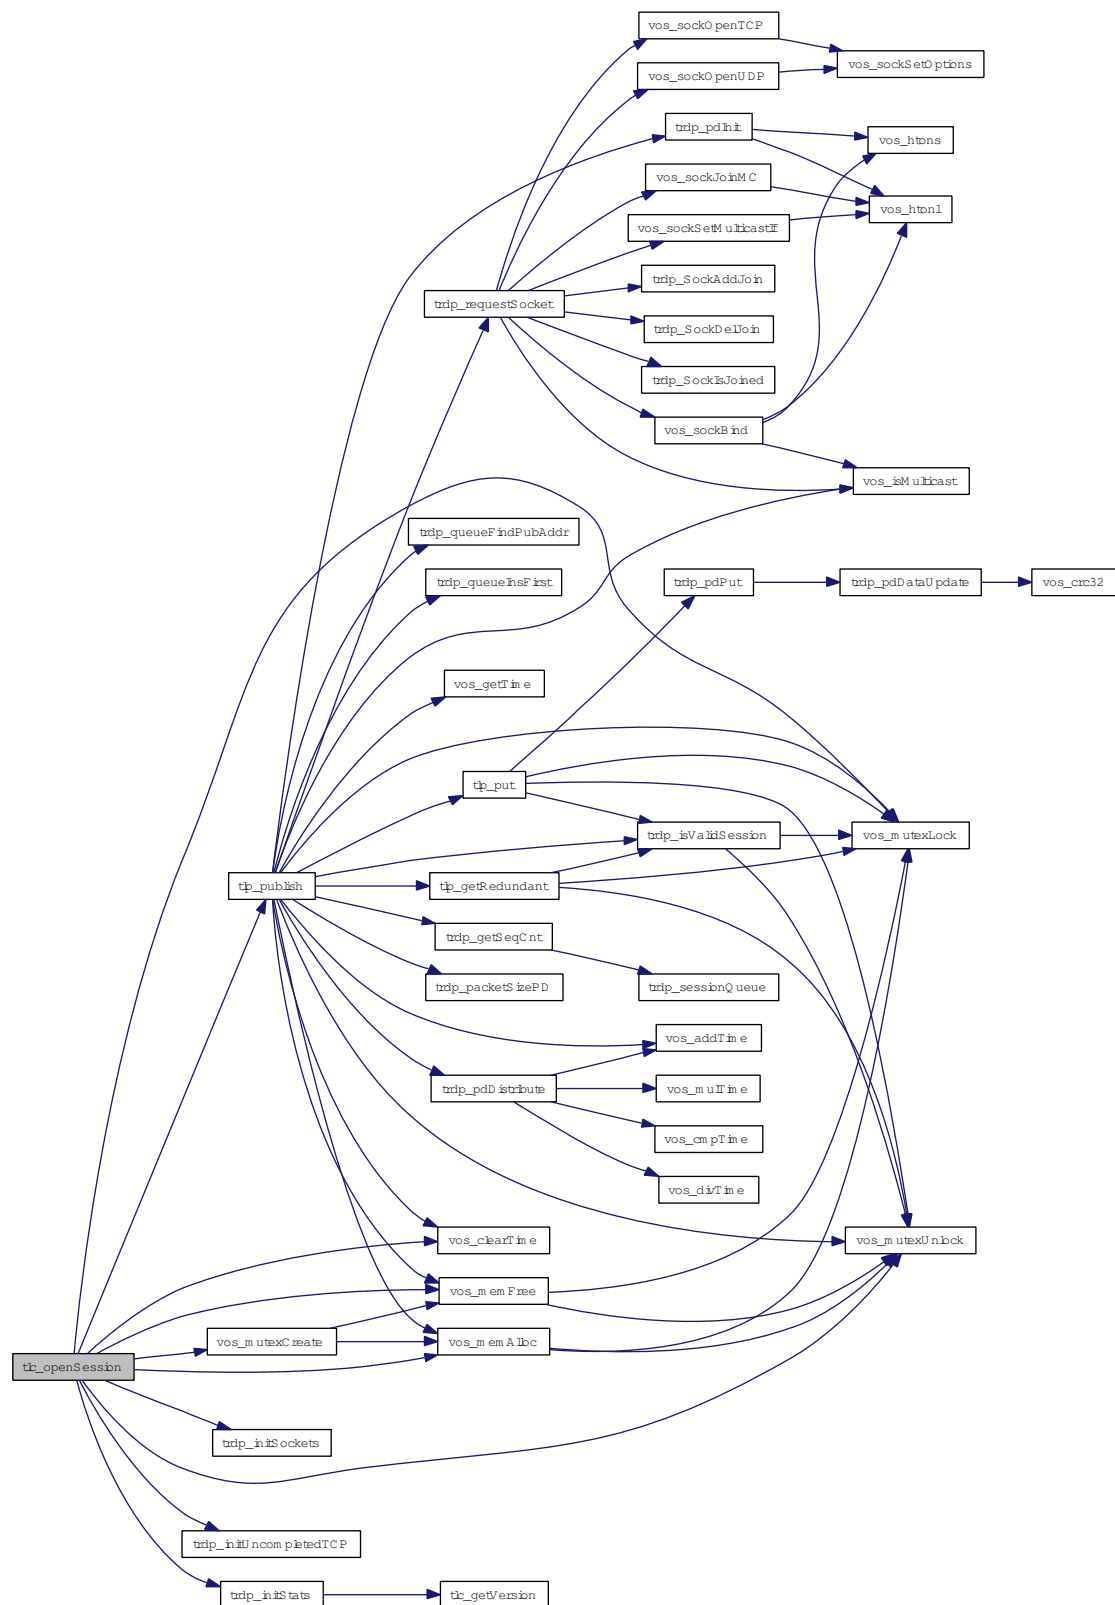 vos_sockOpenTCP
vos_sockSetOptions
vos_sockOpenUDP
trdp_pdInit
vos_htons
vos_sockJoinMC
vos_htonl
vos_sockSetMulticastIf
trdp_SockAddJoin
trdp_requestSocket
trdp_SockDelJoin
trdp_SockIsJoined
vos_sockBind
vos_isMulticast
trdp_queueFindPubAddr
trdp_queueInsFirst
trdp_pdPut
trdp_pdDataUpdate
vos_crc32
vos_getTime
tlp_put
trdp_isValidSession
vos_mutexLock
tlp_publish
tlp_getRedundant
trdp_getSeqCnt
trdp_packetSizePD
trdp_sessionQueue
vos_addTime
trdp_pdDistribute
vos_mulTime
vos_cmpTime
vos_divTime
vos_clearTime
vos_mutexUnlock
vos_memFree
vos_mutexCreate
vos_memAlloc
tlc_openSession
trdp_initSockets
trdp_initUncompletedTCP
trdp_initStats
tlc_getVersion